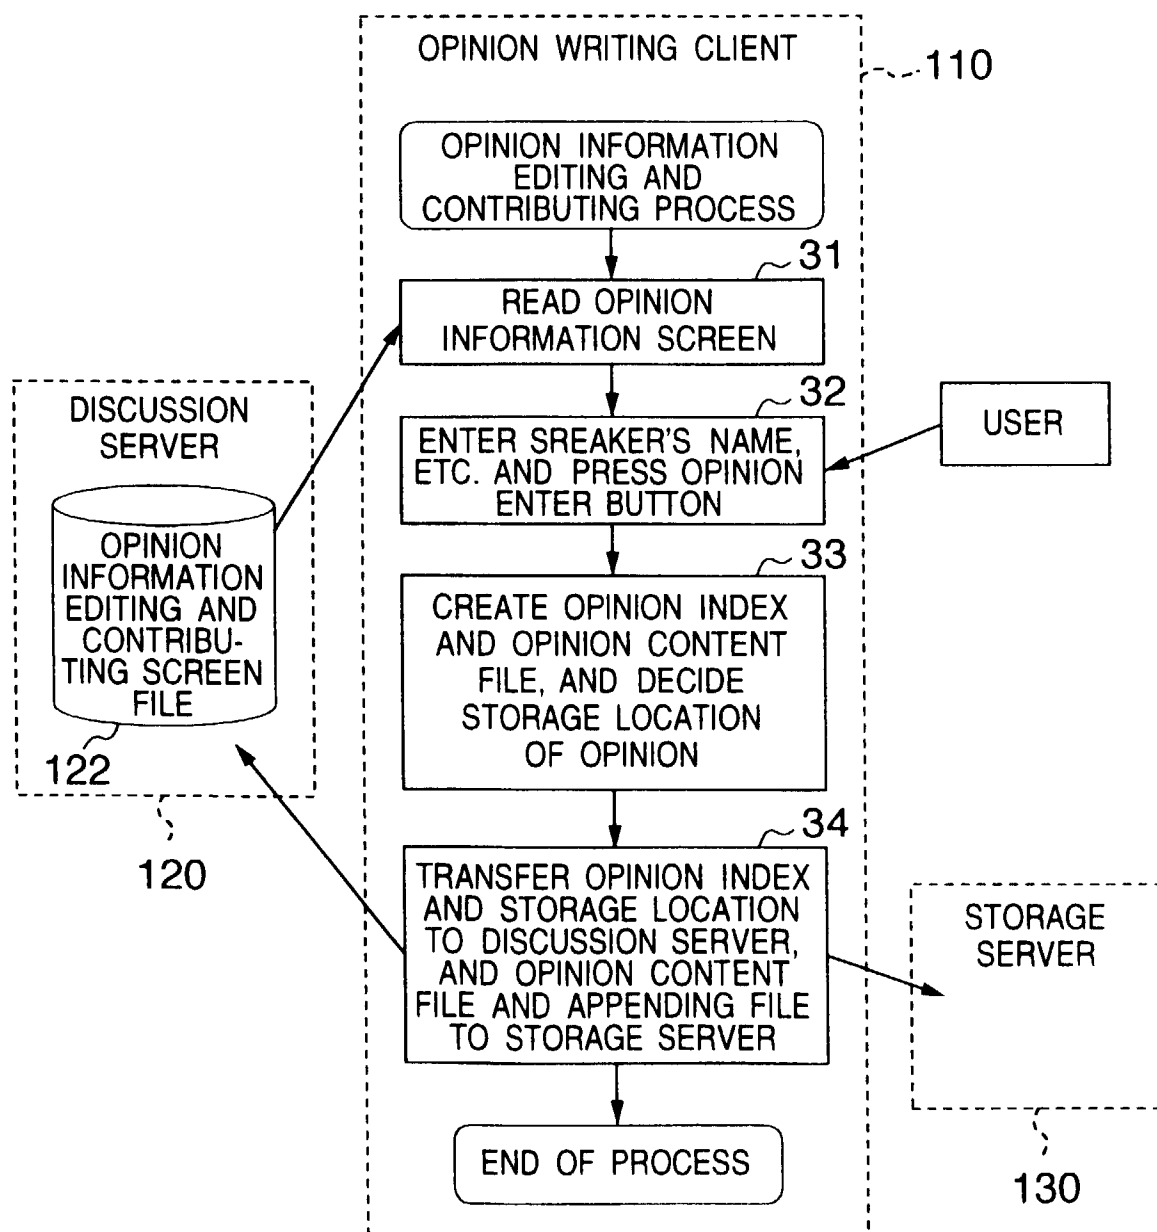 OPINION WRITING CLIENT
110
OPINION INFORMATION
EDITING AND
CONTRIBUTING PROCESS
31
READ OPINION
INFORMATION SCREEN
32
ENTER SREAKER'S NAME,
ETC. AND PRESS OPINION
ENTER BUTTON
USER
DISCUSSION
SERVER
OPINION
INFORMATION
EDITING AND
CONTRIBU-
TING SCREEN
FILE
122
120
33
CREATE OPINION INDEX
AND OPINION CONTENT
FILE, AND DECIDE
STORAGE LOCATION
OF OPINION
34
TRANSFER OPINION INDEX
AND STORAGE LOCATION
TO DISCUSSION SERVER,
AND OPINION CONTENT
FILE AND APPENDING FILE
TO STORAGE SERVER
STORAGE
SERVER
130
END OF PROCESS